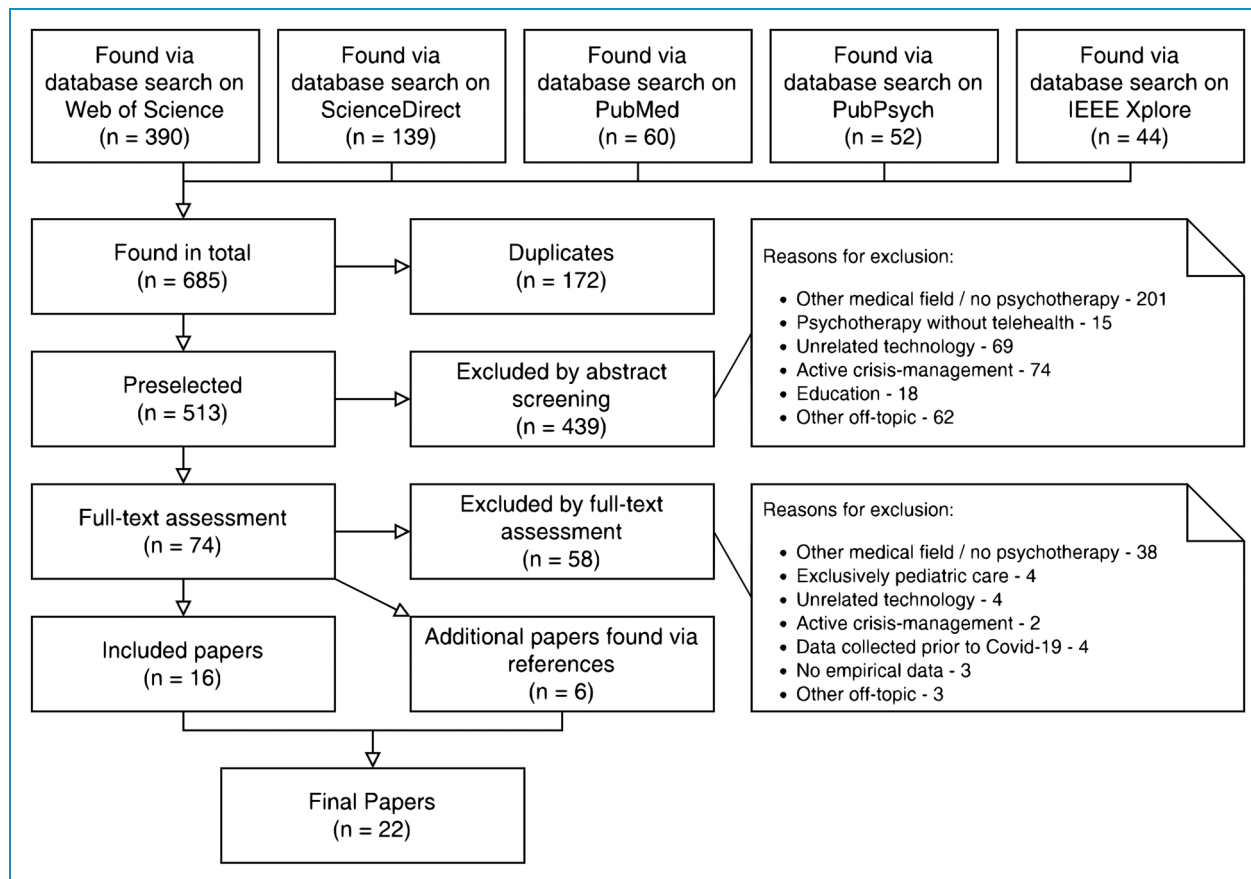 Found via
database search on
Web of Science
(n = 390)
Found via
database search on
ScienceDirect
(n = 139)
Found via
database search on
PubMed
(n = 60)
Found via
database search on
PubPsych
(n = 52)
Found via
database search on
IEEE Xplore
(n = 44)
Found in total
(n = 685)
Duplicates
(n = 172)
Preselected
(n = 513)
Excluded by abstract
screening
(n = 439)
Reasons for exclusion:
• Other medical field / no psychotherapy - 201
• Psychotherapy without telehealth - 15
• Unrelated technology - 69
• Active crisis-management - 74
• Education - 18
• Other off-topic - 62
Full-text assessment
(n = 74)
Excluded by full-text
assessment
(n = 58)
Reasons for exclusion:
• Other medical field / no psychotherapy - 38
• Exclusively pediatric care - 4
• Unrelated technology - 4
• Active crisis-management - 2
• Data collected prior to Covid-19 - 4
• No empirical data - 3
• Other off-topic - 3
Included papers
(n = 16)
Additional papers found via
references
(n = 6)
Final Papers
(n = 22)